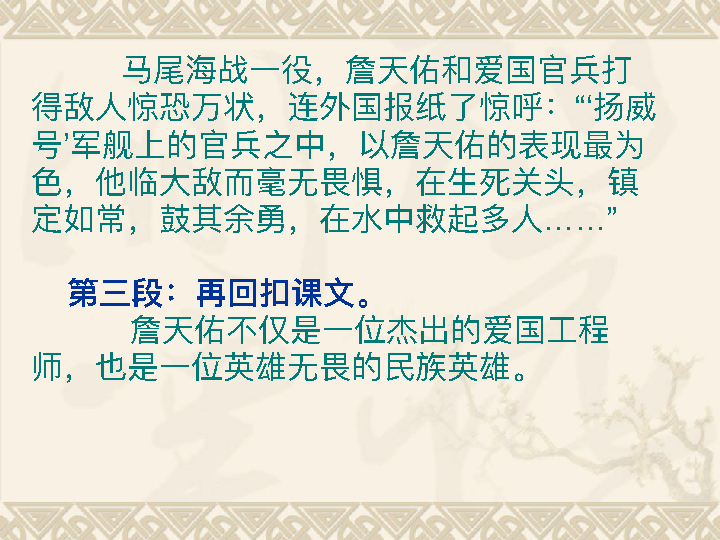 马尾海战一役，詹天佑和爱国官兵打
得敌人惊恐万状，连外国报纸了惊呼：“‘扬威
号’军舰上的官兵之中，以詹天佑的表现最为
色，他临大敌而毫无畏惧，在生死关头，镇
定如常，鼓其余勇，在水中救起多人……”
第三段：再回扣课文。
詹天佑不仅是一位杰出的爱国工程
师，也是一位英雄无畏的民族英雄。